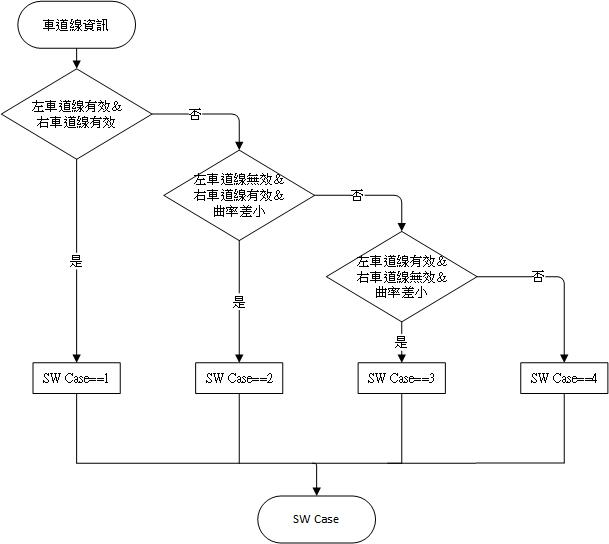 車道線資訊
左車道線有效&
右車道線有效
否
左車道線無效&
右車道線有效&
曲率差小
否
左車道線有效&
右車道線無效&
曲率差小
否
是
是
是
SW Case==1
SW Case==2
SW Case==3
SW Case==4
SW Case